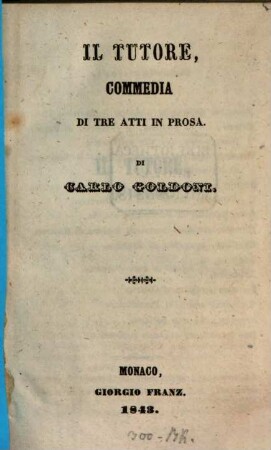 IL TUTORE,
COMMEDIA
DI TRE ATTI IN PROSA.
DI
CARLO GOLDONI.
MONACO,
GIORGIO FRANZ.
1843.